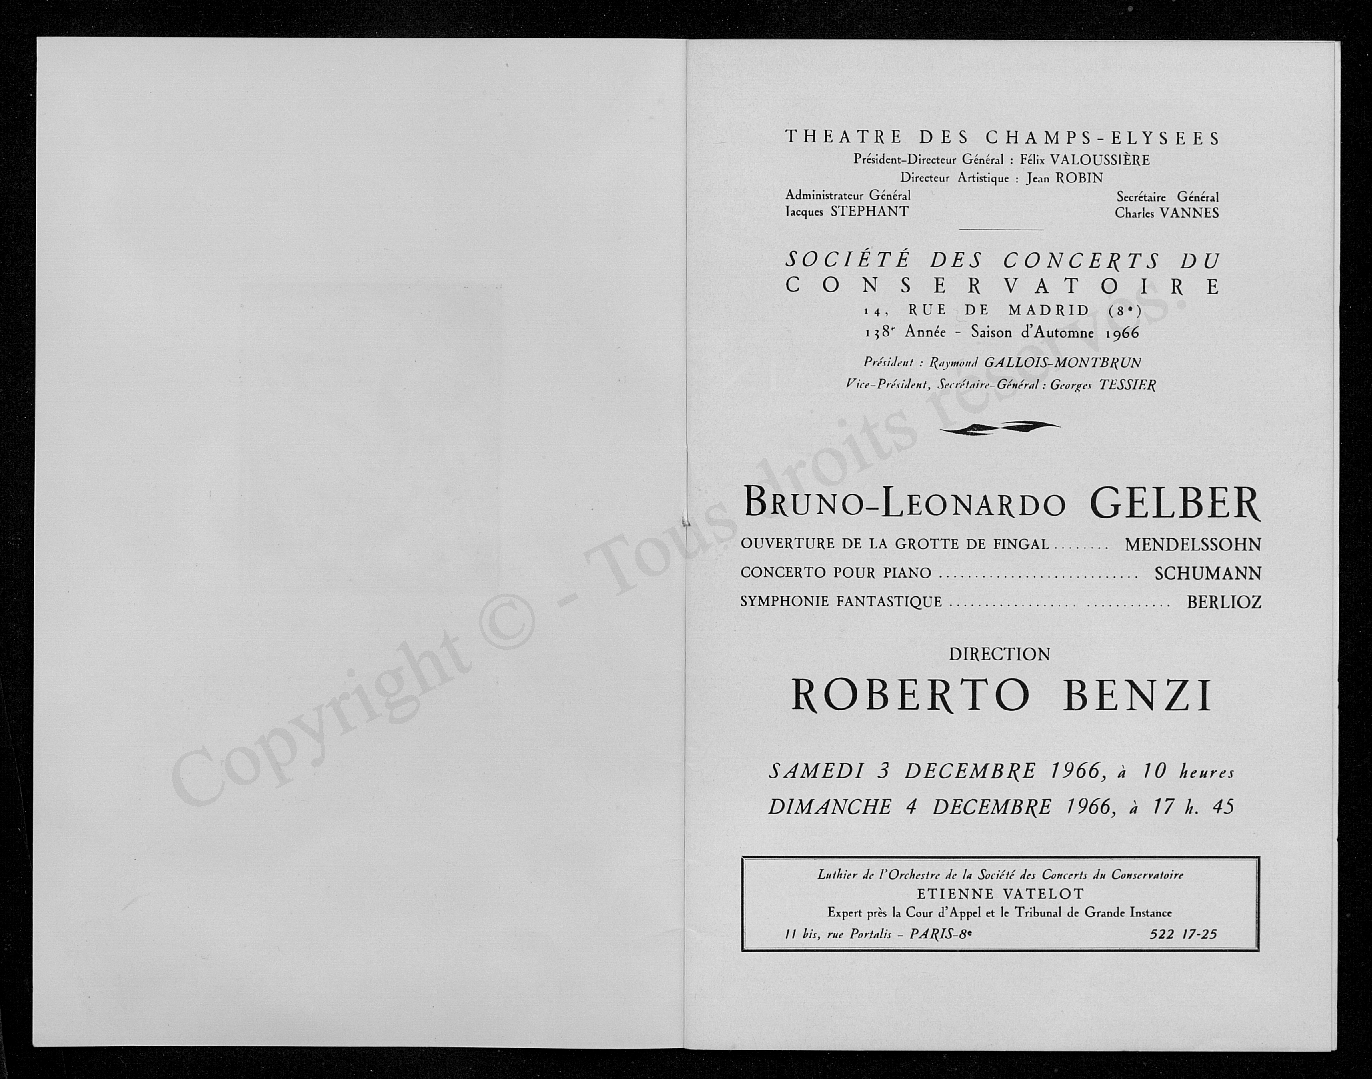 THEATRE DES CHAMPS-ELYSEES
Président-Directeur Général : Félix VALOUSSIÈRE
Directeur Artistique : Jean ROBIN
Administrateur Général Secrétaire Général
Jacques STEPHANT Charles VANNES
SOCIÉTÉ DES CONCERTS DU
CONSERVATOIRE
14, RUE DE MADRID (8e)
138e Année - Saison d'Automne 1966
Président : Raymond GALLOIS-MONTBRUN
Vice-Président, Secrétaire-Général : Georges TESSIER
BRUNO-LEONARDO GELBER
OUVERTURE DE LA GROTTE DE FINGAL ........ MENDELSSOHN
CONCERTO POUR PIANO ............................ SCHUMANN
SYMPHONIE FANTASTIQUE .............................. BERLIOZ
DIRECTION
ROBERTO BENZI
SAMEDI 3 DECEMBRE 1966, à 10 heures
DIMANCHE 4 DECEMBRE 1966, à 17 h. 45
Luthier de l'Orchestre de la Société des Concerts du Conservatoire
ETIENNE VATELOT
Expert près la Cour d'Appel et le Tribunal de Grande Instance
11 bis, rue Portalis - PARIS-8e 522 17-25
Copyright © - Tous droits réservés.